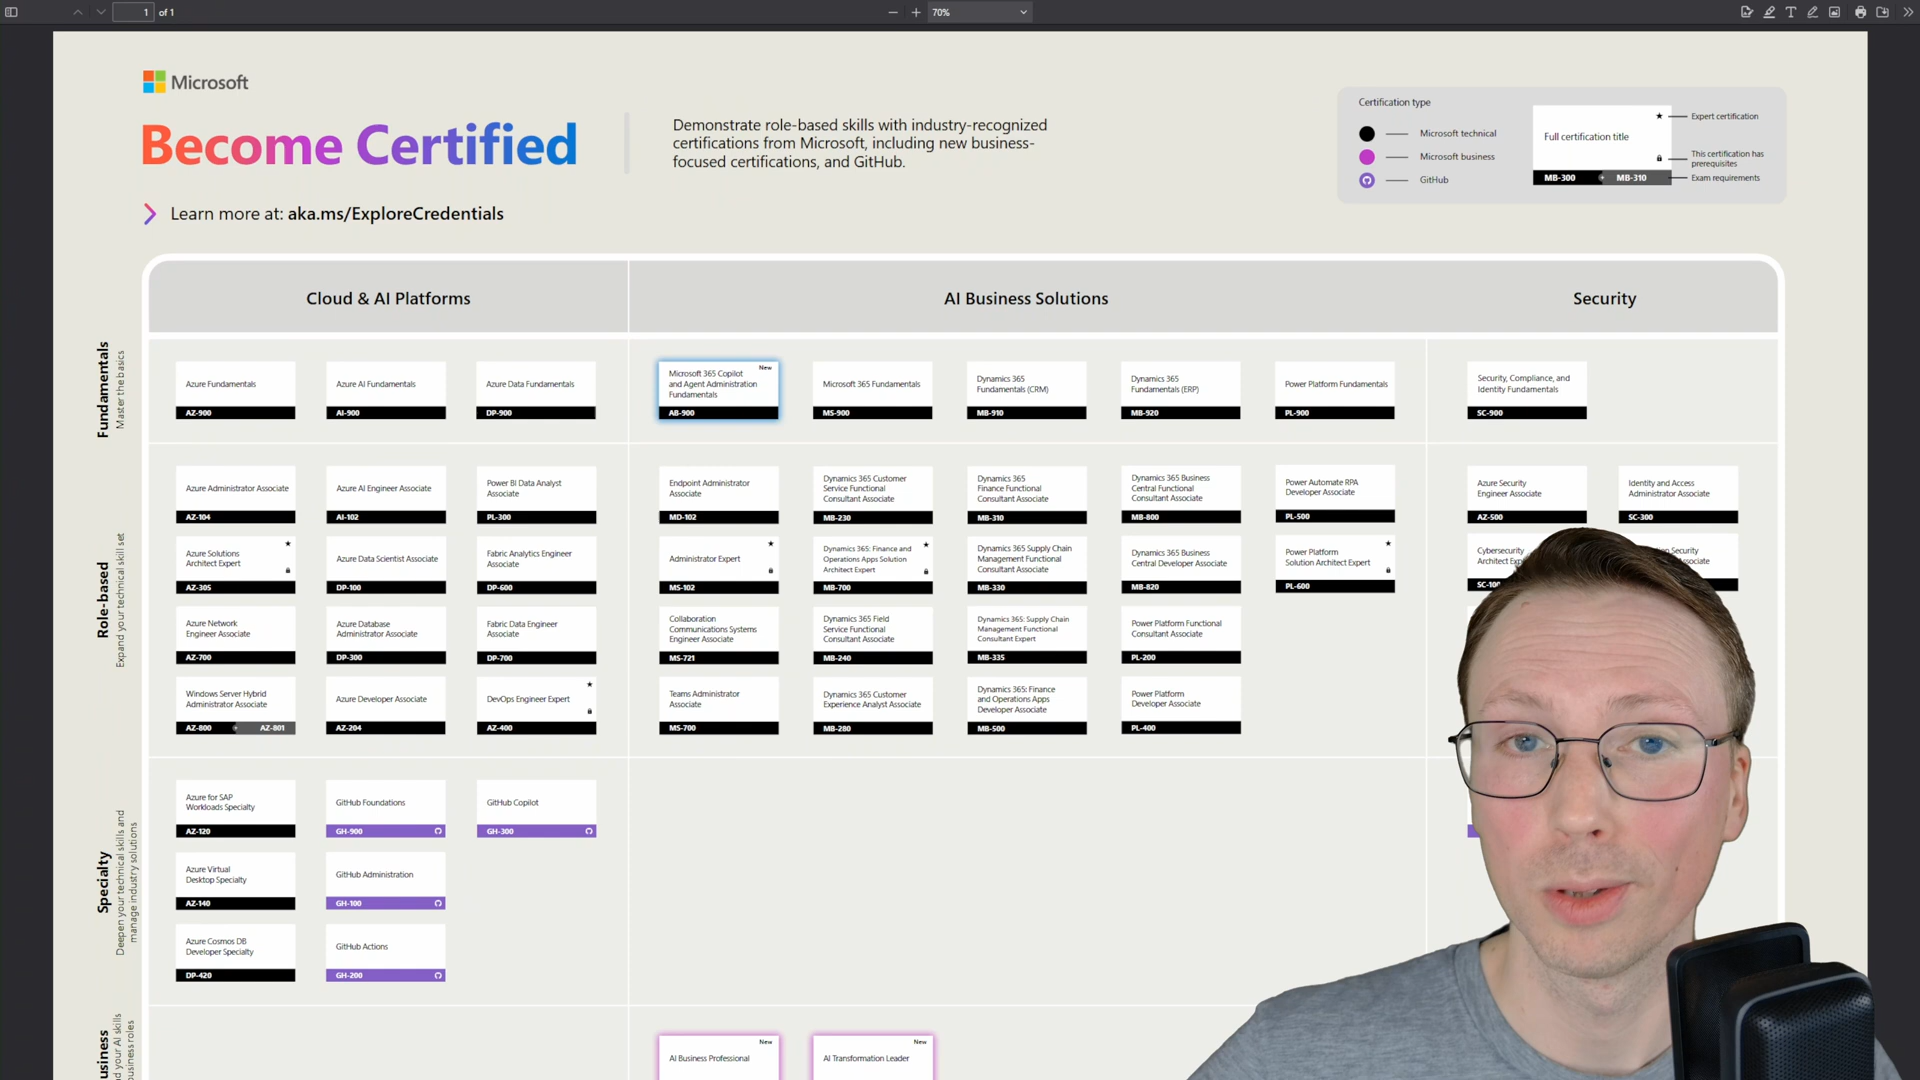 1
of 1
70%
Microsoft
Become Certified
Demonstrate role-based skills with industry-recognized
certifications from Microsoft, including new business-
focused certifications, and GitHub.
Learn more at: aka.ms/ExploreCredentials
Certification type
Microsoft technical
Microsoft business
GitHub
Full certification title
MB-300
MB-310
Expert certification
This certification has
prerequisites
Exam requirements
Cloud & AI Platforms
AI Business Solutions
Security
Fundamentals
Master the basics
Azure Fundamentals
AZ-900
Azure AI Fundamentals
AI-900
Azure Data Fundamentals
DP-900
New
Microsoft 365 Copilot
and Agent Administration
Fundamentals
AB-900
Microsoft 365 Fundamentals
MS-900
Dynamics 365
Fundamentals (CRM)
MB-910
Dynamics 365
Fundamentals (ERP)
MB-920
Power Platform Fundamentals
PL-900
Security, Compliance, and
Identity Fundamentals
SC-900
Role-based
Expand your technical skill set
Azure Administrator Associate
AZ-104
Azure AI Engineer Associate
AI-102
Power BI Data Analyst
Associate
PL-300
Endpoint Administrator
Associate
MD-102
Dynamics 365 Customer
Service Functional
Consultant Associate
MB-230
Dynamics 365
Finance Functional
Consultant Associate
MB-310
Dynamics 365 Business
Central Functional
Consultant Associate
MB-800
Power Automate RPA
Developer Associate
PL-500
Azure Security
Engineer Associate
AZ-500
Identity and Access
Administrator Associate
SC-300
Azure Solutions
Architect Expert
AZ-305
Azure Data Scientist Associate
DP-100
Fabric Analytics Engineer
Associate
DP-600
Administrator Expert
MS-102
Dynamics 365: Finance and
Operations Apps Solution
Architect Expert
MB-700
Dynamics 365 Supply Chain
Management Functional
Consultant Associate
MB-330
Dynamics 365 Business
Central Developer Associate
MB-820
Power Platform
Solution Architect Expert
PL-600
Cybersecurity
Architect
SC-100
Security
Azure Network
Engineer Associate
AZ-700
Azure Database
Administrator Associate
DP-300
Fabric Data Engineer
Associate
DP-700
Collaboration
Communications Systems
Engineer Associate
MS-721
Dynamics 365 Field
Service Functional
Consultant Associate
MB-240
Dynamics 365: Supply Chain
Management Functional
Consultant Expert
MB-335
Power Platform Functional
Consultant Associate
PL-200
Windows Server Hybrid
Administrator Associate
AZ-800
AZ-801
Azure Developer Associate
AZ-204
DevOps Engineer Expert
AZ-400
Teams Administrator
Associate
MS-700
Dynamics 365 Customer
Experience Analyst Associate
MB-280
Dynamics 365: Finance
and Operations Apps
Developer Associate
MB-500
Power Platform
Developer Associate
PL-400
Specialty
Deepen your technical skills and
manage industry solutions
Azure for SAP
Workloads Specialty
AZ-120
GitHub Foundations
GH-900
GitHub Copilot
GH-300
Azure Virtual
Desktop Specialty
AZ-140
GitHub Administration
GH-100
Azure Cosmos DB
Developer Specialty
DP-420
GitHub Actions
GH-200
usiness
your AI skills
business roles
New
AI Business Professional
New
AI Transformation Leader